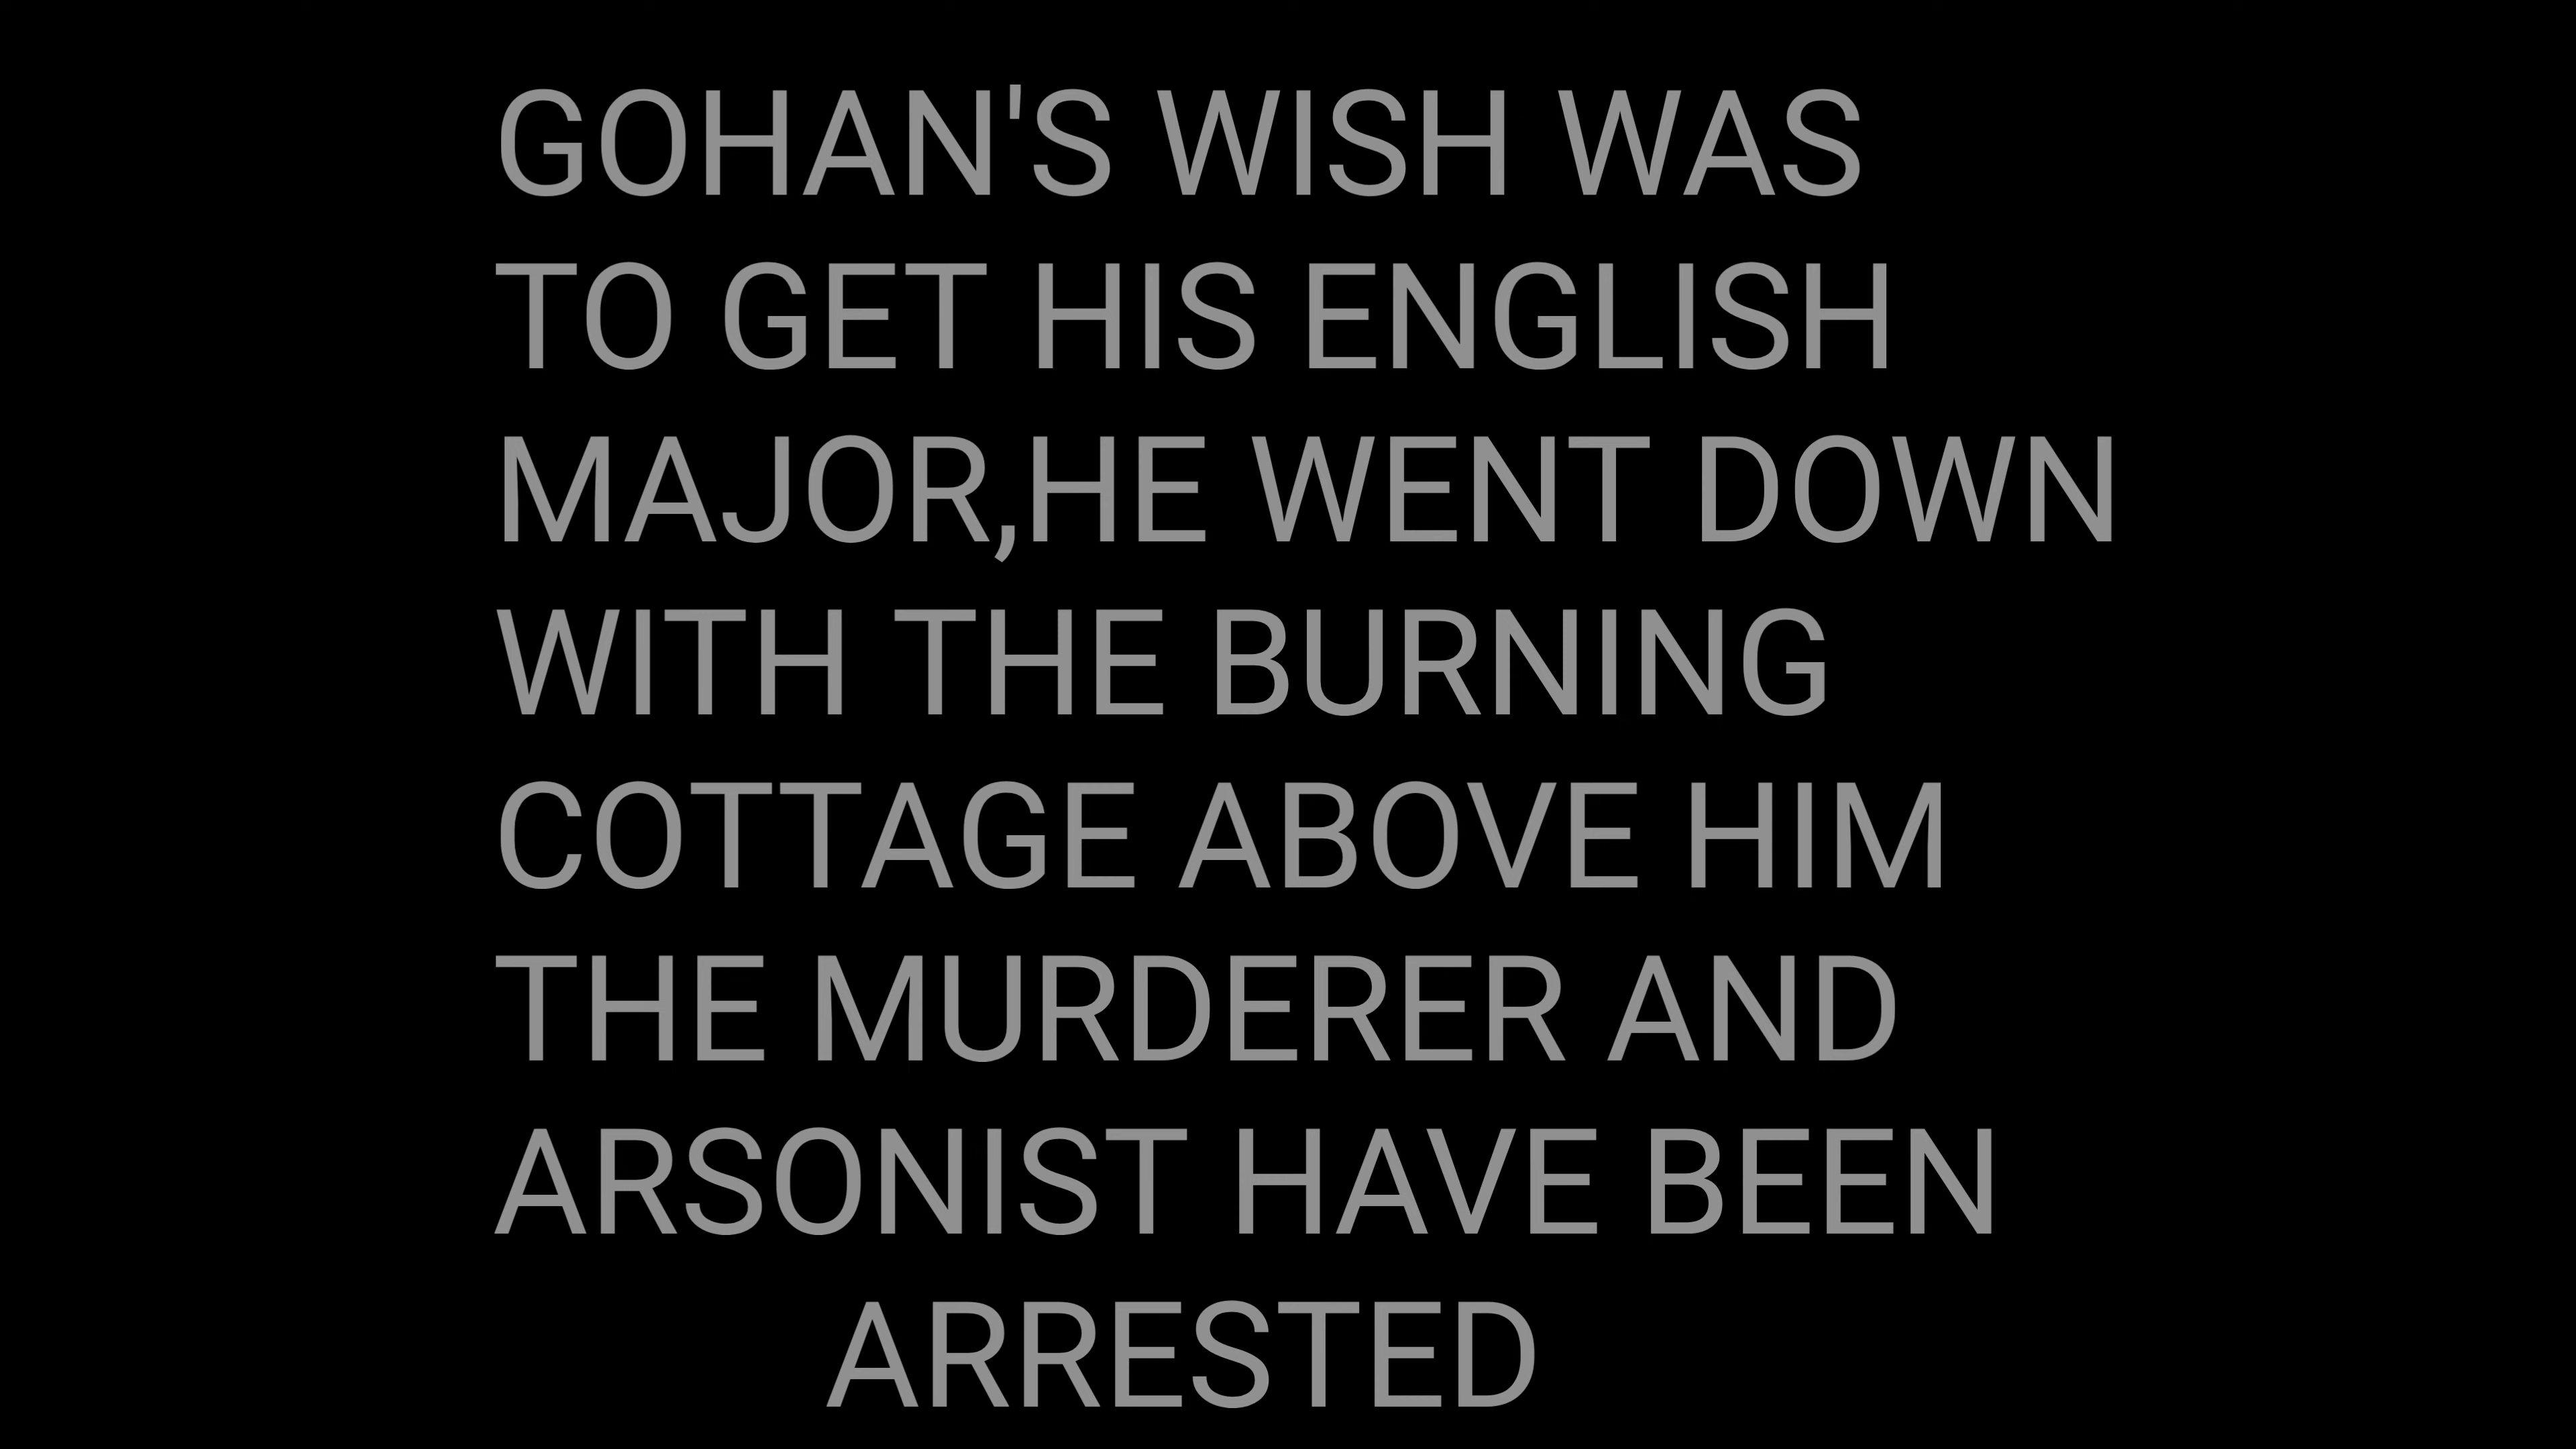 GOHAN'S WISH WAS
TO GET HIS ENGLISH
MAJOR,HE WENT DOWN
WITH THE BURNING
COTTAGE ABOVE HIM
THE MURDERER AND
ARSONIST HAVE BEEN
ARRESTED